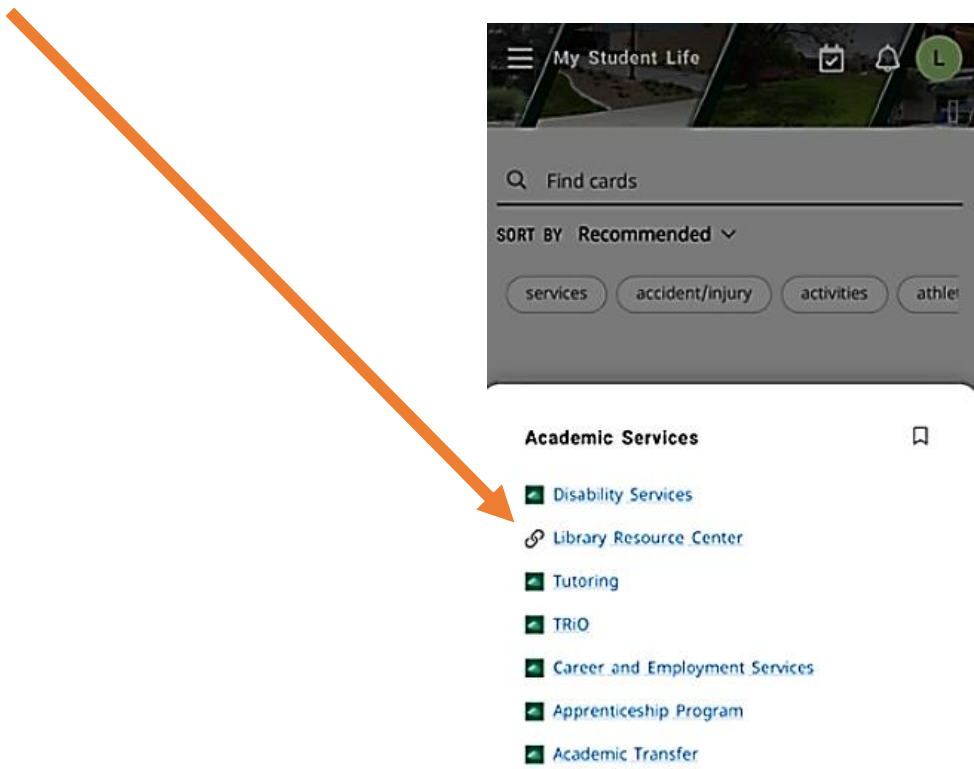 My Student Life
L
Find cards
SORT BY Recommended
services accident/injury activities athlet
Academic Services
Disability Services
Library Resource Center
Tutoring
TRiO
Career and Employment Services
Apprenticeship Program
Academic Transfer